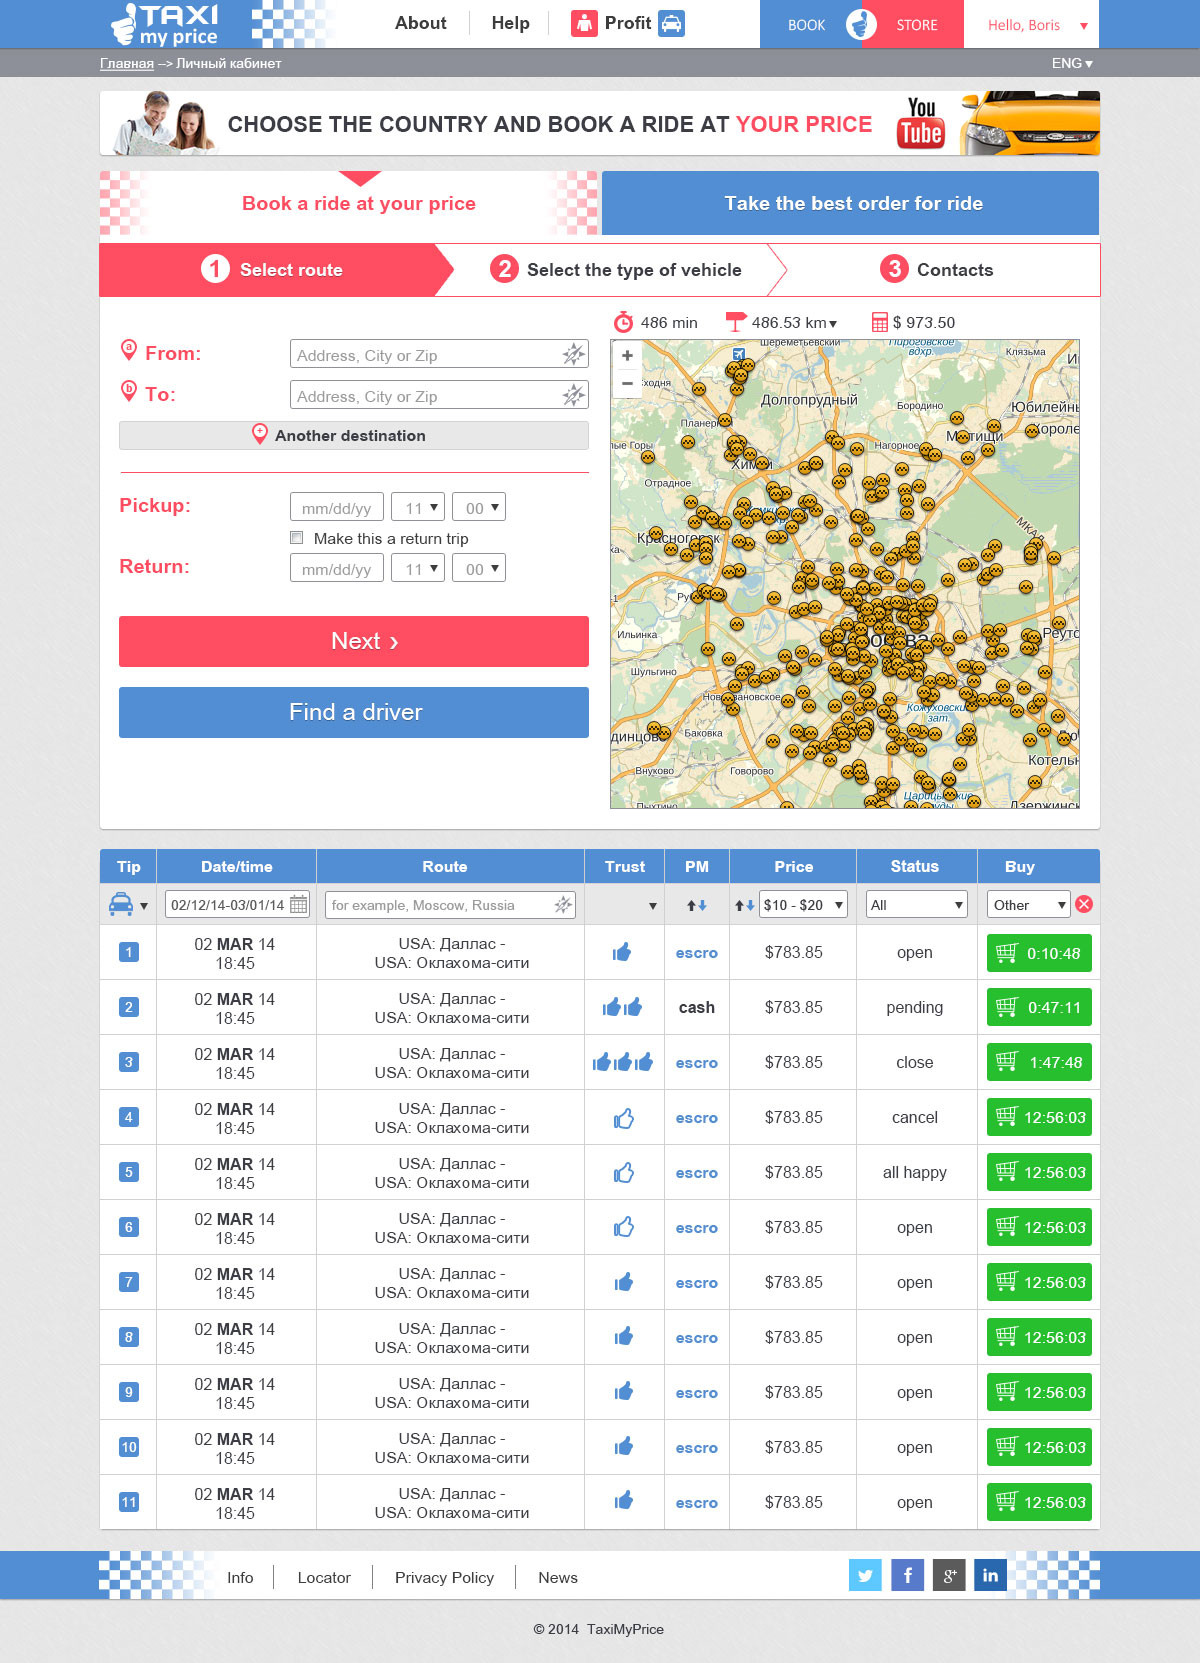 TAXI
my price
About
Help
Profit
BOOK
STORE
Hello, Boris
Главная --> Личный кабинет
ENG
CHOOSE THE COUNTRY AND BOOK A RIDE AT YOUR PRICE
You
Tube
Book a ride at your price
Take the best order for ride
1 Select route
2 Select the type of vehicle
3 Contacts
486 min
486.53 km
$ 973.50
a From:
Address, City or Zip
b To:
Address, City or Zip
+ Another destination
Pickup:
mm/dd/yy
11
00
Make this a return trip
Return:
mm/dd/yy
11
00
Next ›
Find a driver
+
−
Шереметьевский
Пироговское
вдхр.
Клязьма
Долгопрудный
Бородино
Юбилейны
Нагорное
Отрадное
МКАД
Ильинка
Реуто
Шульгино
Кожуховски
зат.
Баковка
динцово
Внуково
Говорово
Котельн
Дзержинск
Tip
Date/time
Route
Trust
PM
Price
Status
Buy
02/12/14-03/01/14
for example, Moscow, Russia
$10 - $20
All
Other
1
02 MAR 14
18:45
USA: Даллас -
USA: Оклахома-сити
escro
$783.85
open
0:10:48
2
02 MAR 14
18:45
USA: Даллас -
USA: Оклахома-сити
cash
$783.85
pending
0:47:11
3
02 MAR 14
18:45
USA: Даллас -
USA: Оклахома-сити
escro
$783.85
close
1:47:48
4
02 MAR 14
18:45
USA: Даллас -
USA: Оклахома-сити
escro
$783.85
cancel
12:56:03
5
02 MAR 14
18:45
USA: Даллас -
USA: Оклахома-сити
escro
$783.85
all happy
12:56:03
6
02 MAR 14
18:45
USA: Даллас -
USA: Оклахома-сити
escro
$783.85
open
12:56:03
7
02 MAR 14
18:45
USA: Даллас -
USA: Оклахома-сити
escro
$783.85
open
12:56:03
8
02 MAR 14
18:45
USA: Даллас -
USA: Оклахома-сити
escro
$783.85
open
12:56:03
9
02 MAR 14
18:45
USA: Даллас -
USA: Оклахома-сити
escro
$783.85
open
12:56:03
10
02 MAR 14
18:45
USA: Даллас -
USA: Оклахома-сити
escro
$783.85
open
12:56:03
11
02 MAR 14
18:45
USA: Даллас -
USA: Оклахома-сити
escro
$783.85
open
12:56:03
Info
Locator
Privacy Policy
News
f
g+
in
© 2014 TaxiMyPrice